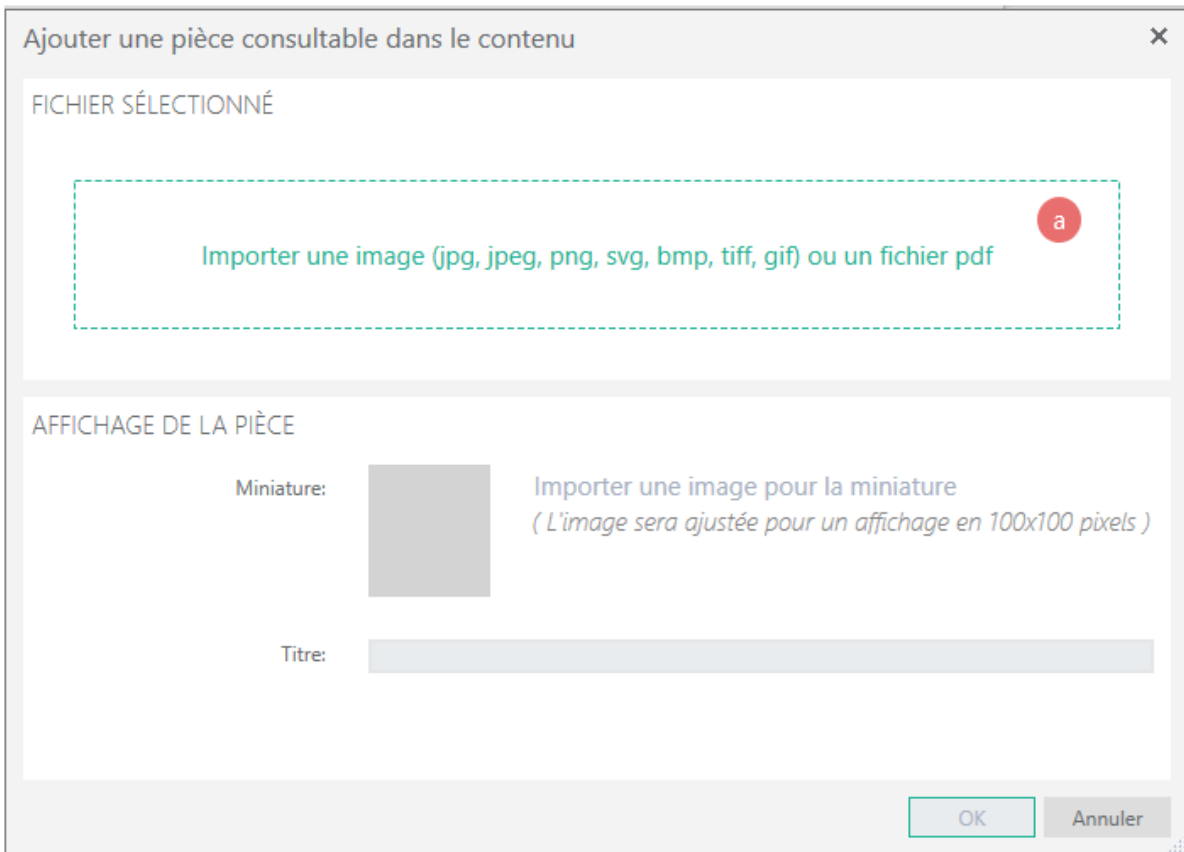 Ajouter une pièce consultable dans le contenu
FICHIER SÉLECTIONNÉ
a
Importer une image (jpg, jpeg, png, svg, bmp, tiff, gif) ou un fichier pdf
AFFICHAGE DE LA PIÈCE
Miniature:
Importer une image pour la miniature
( L'image sera ajustée pour un affichage en 100x100 pixels )
Titre:
OK Annuler